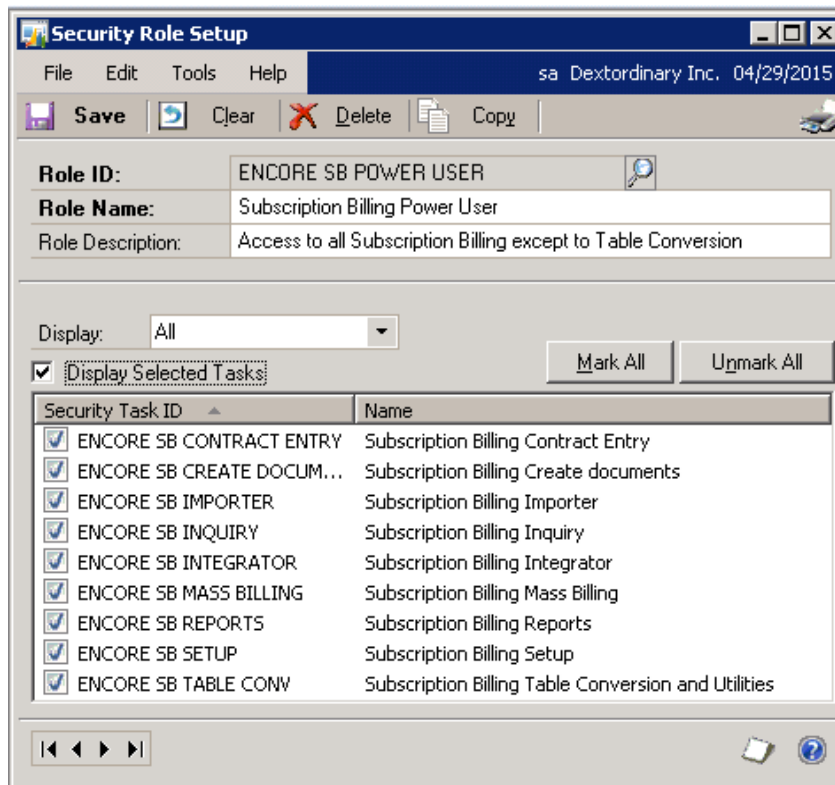 Security Role Setup
File Edit Tools Help sa Dextordinary Inc. 04/29/2015
Save Clear Delete Copy
Role ID: ENCORE SB POWER USER
Role Name: Subscription Billing Power User
Role Description: Access to all Subscription Billing except to Table Conversion
Display: All
Display Selected Tasks Mark All Unmark All
Security Task ID Name
ENCORE SB CONTRACT ENTRY Subscription Billing Contract Entry
ENCORE SB CREATE DOCUM... Subscription Billing Create documents
ENCORE SB IMPORTER Subscription Billing Importer
ENCORE SB INQUIRY Subscription Billing Inquiry
ENCORE SB INTEGRATOR Subscription Billing Integrator
ENCORE SB MASS BILLING Subscription Billing Mass Billing
ENCORE SB REPORTS Subscription Billing Reports
ENCORE SB SETUP Subscription Billing Setup
ENCORE SB TABLE CONV Subscription Billing Table Conversion and Utilities